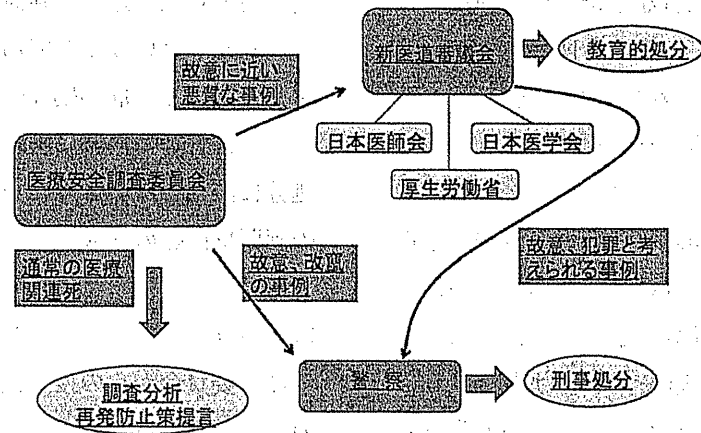 新医道審議会
教育的処分
故意に近い
悪質な事例
日本医師会
日本医学会
厚生労働省
医療安全調査委員会
通常の医療
関連死
故意、改竄
の事例
故意、犯罪と考
えられる事例
警 察
刑事処分
調査分析
再発防止策提言